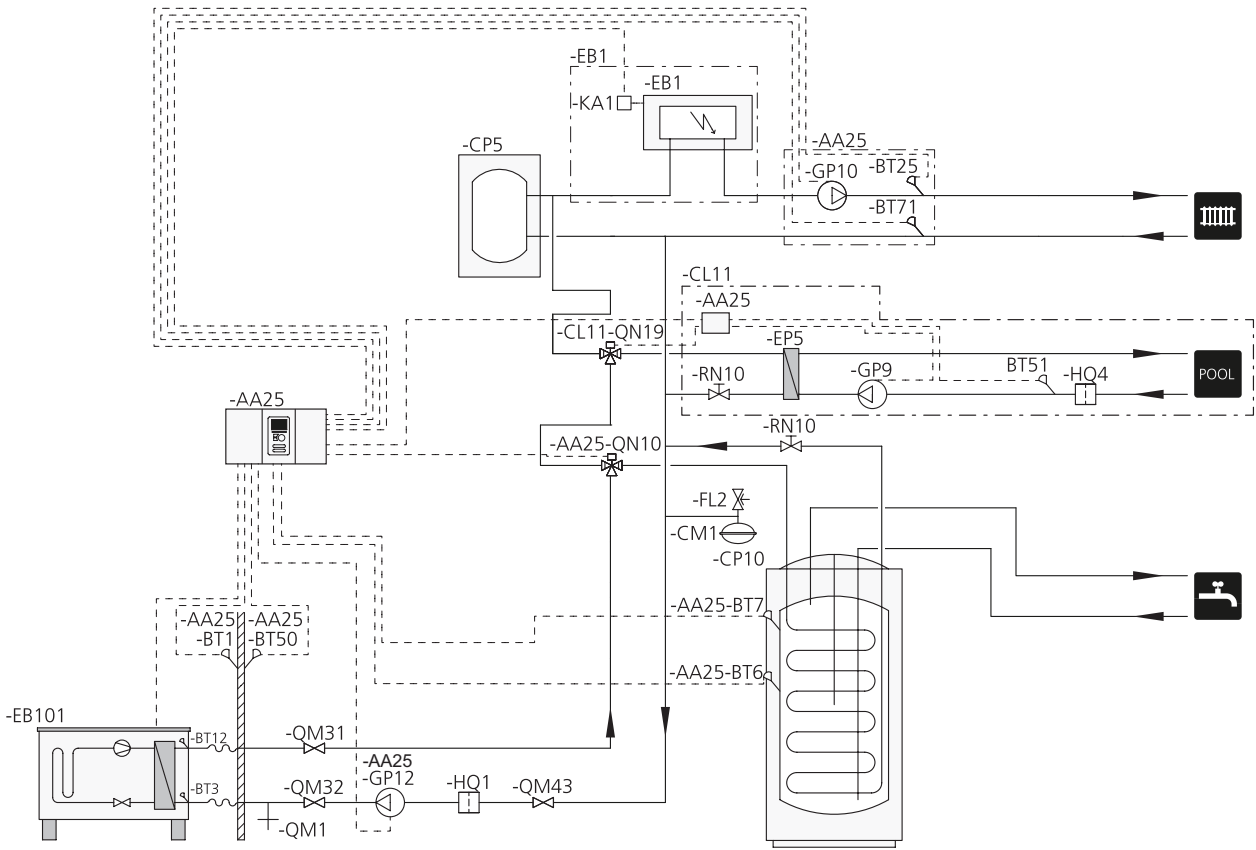 -EB1
-EB1
-KA1
-CP5
-AA25
-BT25
-GP10
-BT71
-CL11
-AA25
-CL11-QN19
-EP5
-RN10
-GP9
BT51
-HQ4
POOL
-AA25
-RN10
-AA25-QN10
-FL2
-CM1
-CP10
-AA25 -AA25
-BT1 -BT50
-AA25-BT7
-AA25-BT6
-EB101
-BT12
-QM31
-AA25
-GP12
-BT3
-QM32
-HQ1
-QM43
-QM1